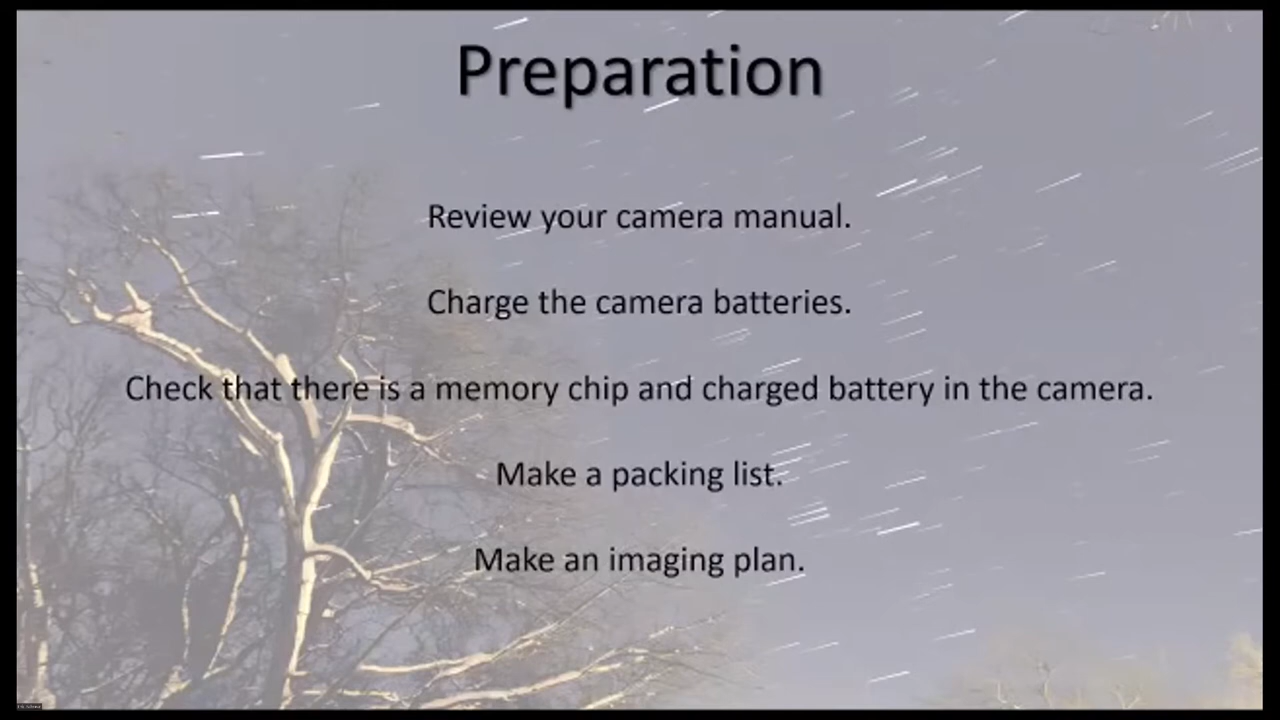 Preparation
Review your camera manual.
Charge the camera batteries.
Check that there is a memory chip and charged battery in the camera.
Make a packing list.
Make an imaging plan.